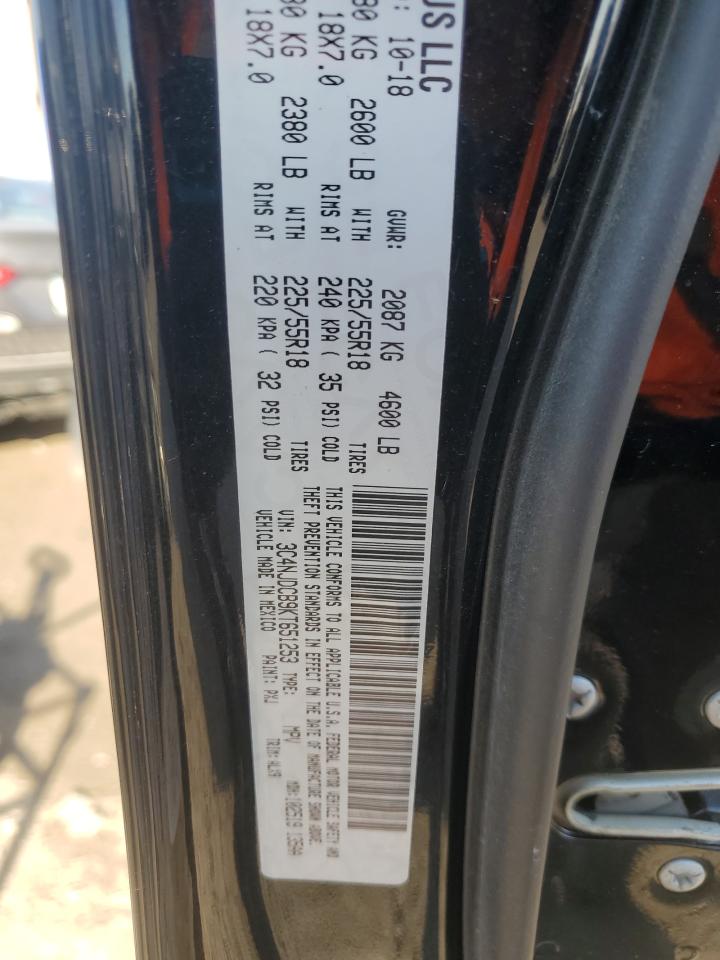 US LLC
: 10-18 GVWR: 2087 KG 4600 LB
80 KG 2600 LB WITH 225/55R18 TIRES
18X7.0 RIMS AT 240 KPA ( 35 PSI) COLD
80 KG 2380 LB WITH 225/55R18 TIRES
18X7.0 RIMS AT 220 KPA ( 32 PSI) COLD
THIS VEHICLE CONFORMS TO ALL APPLICABLE U.S.A. FEDERAL MOTOR VEHICLE SAFETY AND
THEFT PREVENTION STANDARDS IN EFFECT ON THE DATE OF MANUFACTURE SHOWN ABOVE.
VIN: 3C4NJDCB9KT651253 TYPE: MPV MDH:102519 135AA
VEHICLE MADE IN MEXICO PAINT: PXJ TRIM: